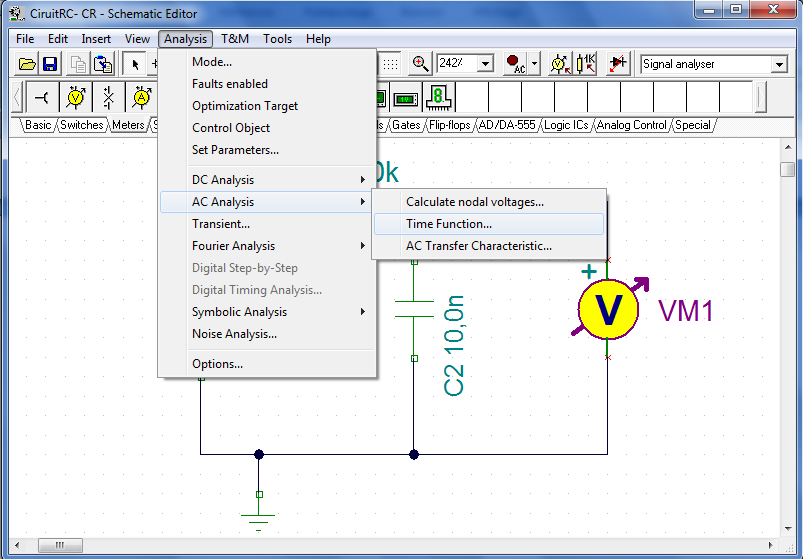 CiruitRC- CR - Schematic Editor
File Edit Insert View Analysis T&M Tools Help
AC 242% 1K Signal analyser
V A 8
Basic Switches Meters Gates Flip-flops AD/DA-555 Logic ICs Analog Control Special
Mode...
Faults enabled
Optimization Target
Control Object
Set Parameters...
DC Analysis
AC Analysis
Transient...
Fourier Analysis
Digital Step-by-Step
Digital Timing Analysis...
Symbolic Analysis
Noise Analysis...
Options...
Calculate nodal voltages...
Time Function...
AC Transfer Characteristic...
0k
C2 10,0n
+
V
VM1